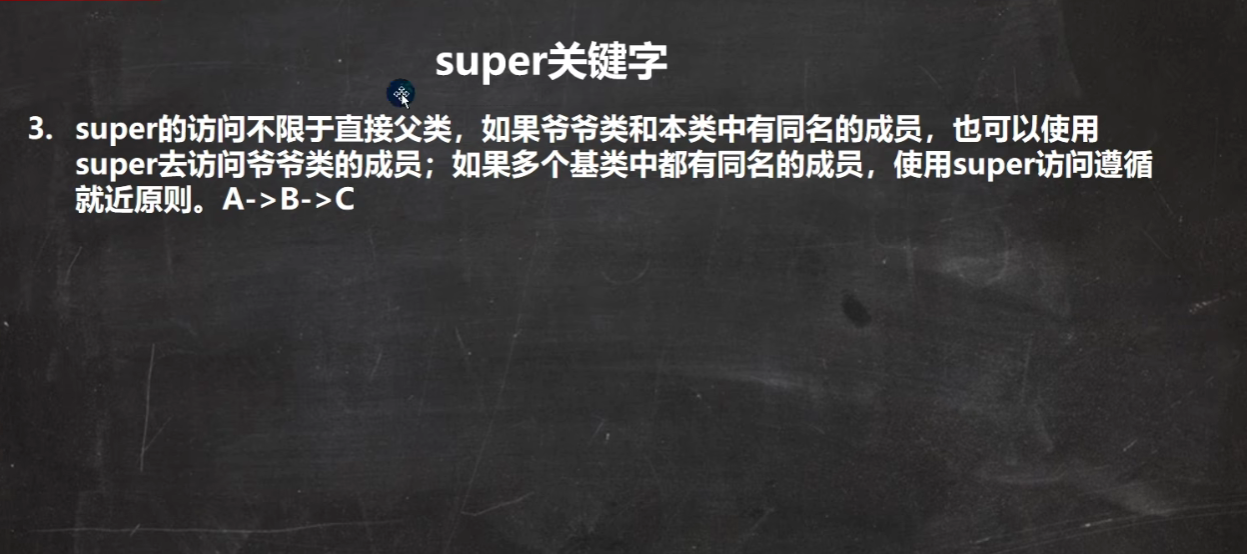 super关键字
3. super的访问不限于直接父类，如果爷爷类和本类中有同名的成员，也可以使用
super去访问爷爷类的成员；如果多个基类中都有同名的成员，使用super访问遵循
就近原则。A->B->C